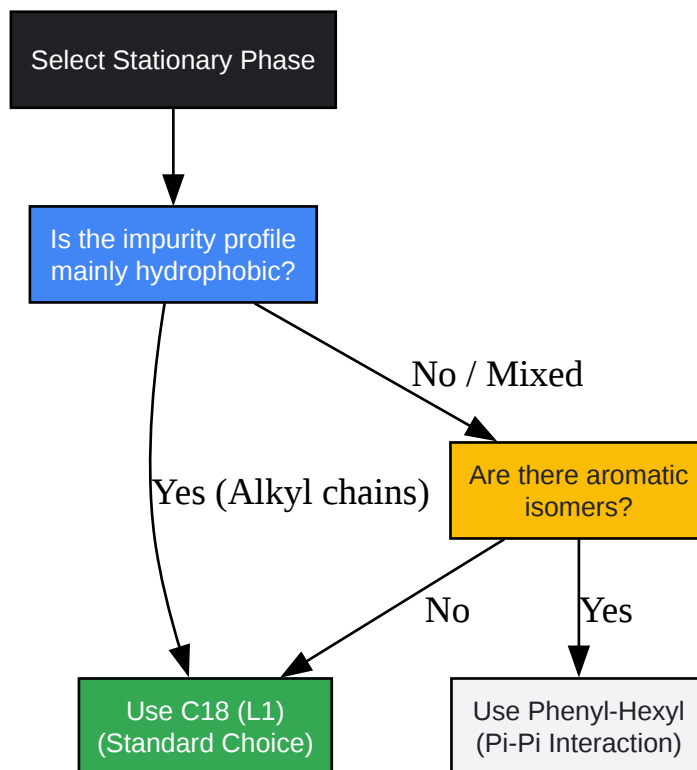 Select Stationary Phase
Is the impurity profile
mainly hydrophobic?
No / Mixed
Are there aromatic
isomers?
Yes (Alkyl chains)
No
Yes
Use C18 (L1)
(Standard Choice)
Use Phenyl-Hexyl
(Pi-Pi Interaction)